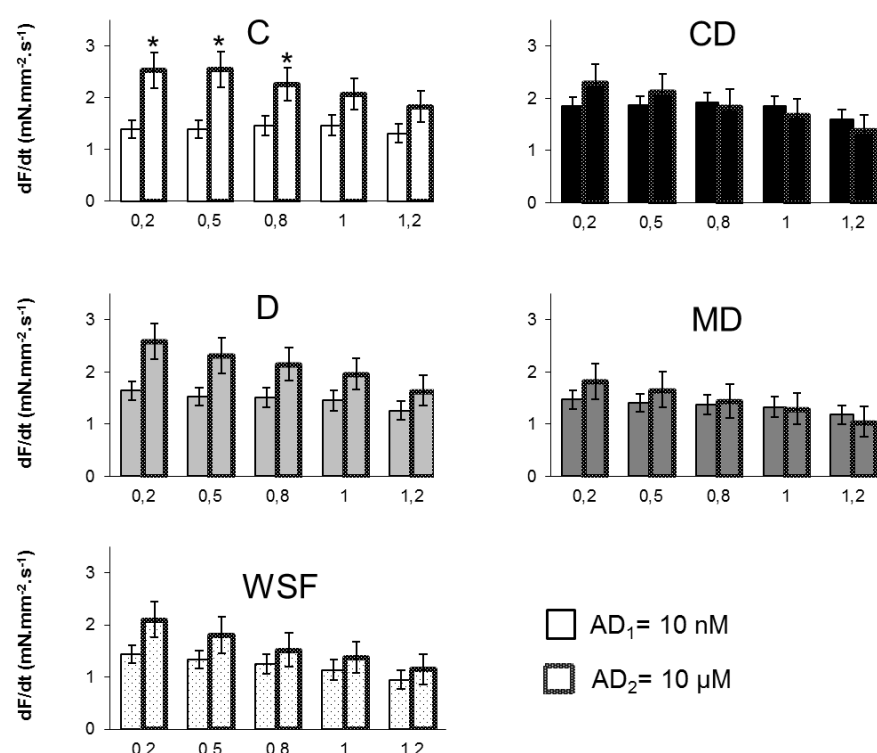 C
dF/dt (mN.mm⁻².s⁻¹)
3
2
1
0
* * *
0,2 0,5 0,8 1 1,2
CD
3
2
1
0
0,2 0,5 0,8 1 1,2
D
dF/dt (mN.mm⁻².s⁻¹)
3
2
1
0
0,2 0,5 0,8 1 1,2
MD
3
2
1
0
0,2 0,5 0,8 1 1,2
WSF
dF/dt (mN.mm⁻².s⁻¹)
3
2
1
0
0,2 0,5 0,8 1 1,2
AD₁= 10 nM
AD₂= 10 µM